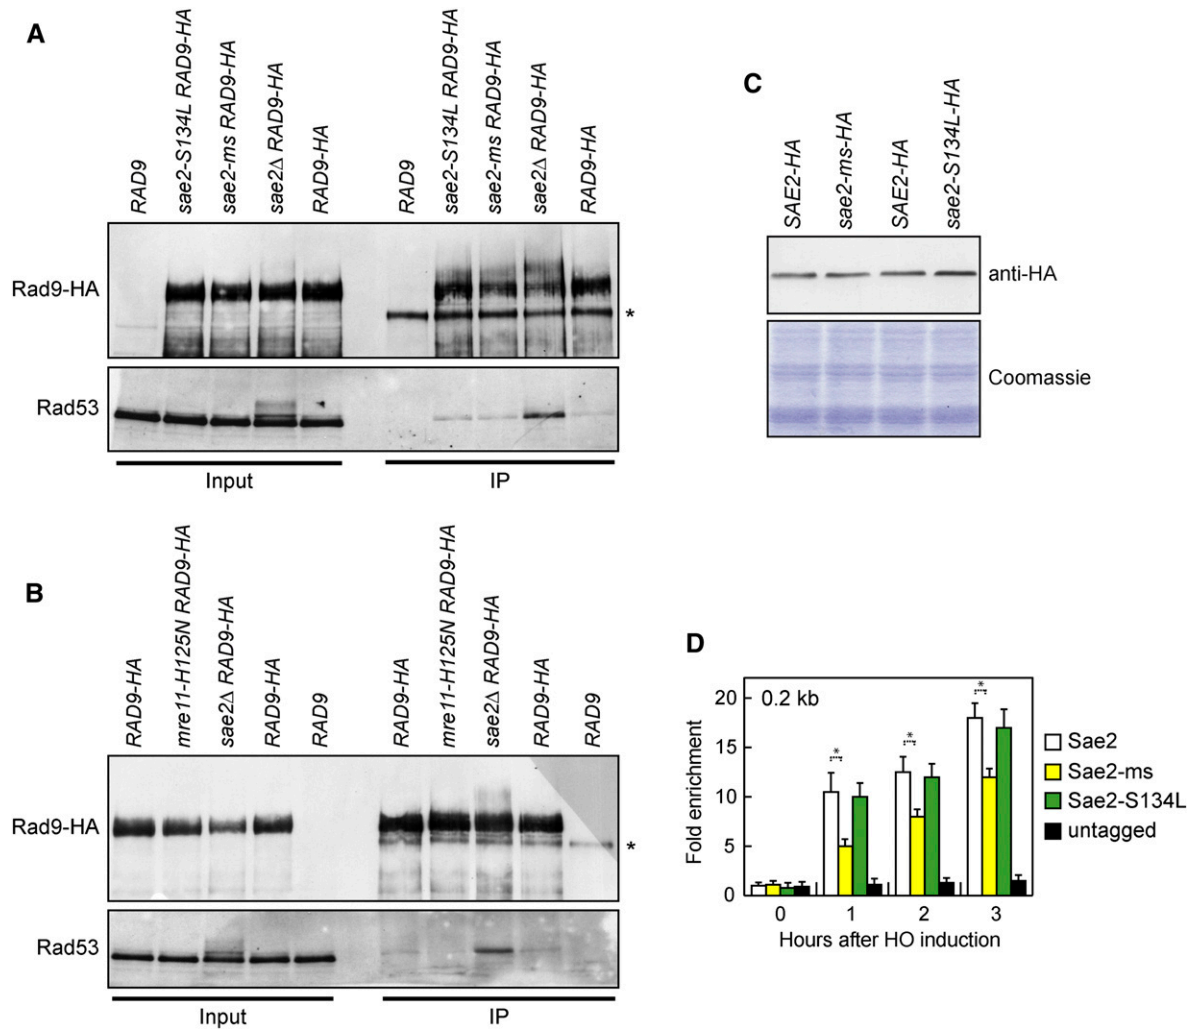 A
RAD9
sae2-S134L RAD9-HA
sae2-ms RAD9-HA
sae2Δ RAD9-HA
RAD9-HA
RAD9
sae2-S134L RAD9-HA
sae2-ms RAD9-HA
sae2Δ RAD9-HA
RAD9-HA
Rad9-HA
*
Rad53
Input
IP
B
RAD9-HA
mre11-H125N RAD9-HA
sae2Δ RAD9-HA
RAD9-HA
RAD9
RAD9-HA
mre11-H125N RAD9-HA
sae2Δ RAD9-HA
RAD9-HA
RAD9
Rad9-HA
*
Rad53
Input
IP
C
SAE2-HA
sae2-ms-HA
SAE2-HA
sae2-S134L-HA
anti-HA
Coomassie
D
Fold enrichment
20
15
10
5
0
0.2 kb
*
*
*
0
1
2
3
Hours after HO induction
Sae2
Sae2-ms
Sae2-S134L
untagged